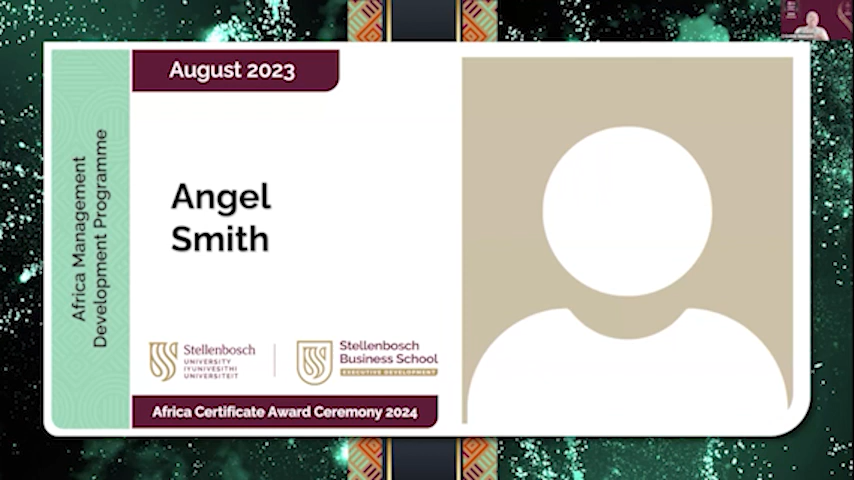 August 2023
Africa Management
Development Programme
Angel
Smith
Stellenbosch
UNIVERSITY
IYUNIVESITHI
UNIVERSITEIT
Stellenbosch
Business School
EXECUTIVE DEVELOPMENT
Africa Certificate Award Ceremony 2024